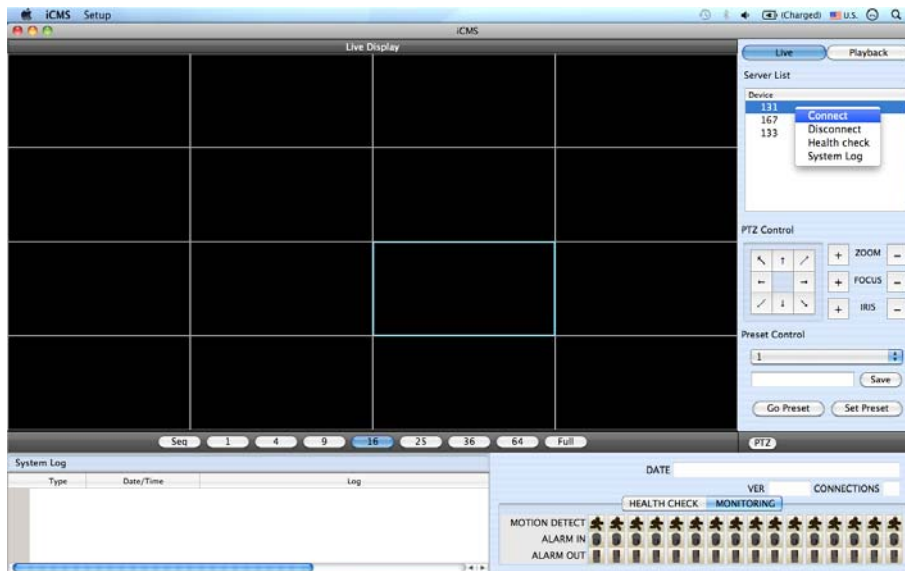 iCMS Setup (Charged) U.S.
iCMS
Live Display
Live Playback
Server List
Device
131
167
133
Connect
Disconnect
Health check
System Log
PTZ Control
+ ZOOM -
+ FOCUS -
+ IRIS -
Preset Control
1
Save
Go Preset Set Preset
Seq 1 4 9 16 25 36 64 Full
PTZ
System Log
Type Date/Time Log
DATE
VER CONNECTIONS
HEALTH CHECK MONITORING
MOTION DETECT
ALARM IN
ALARM OUT